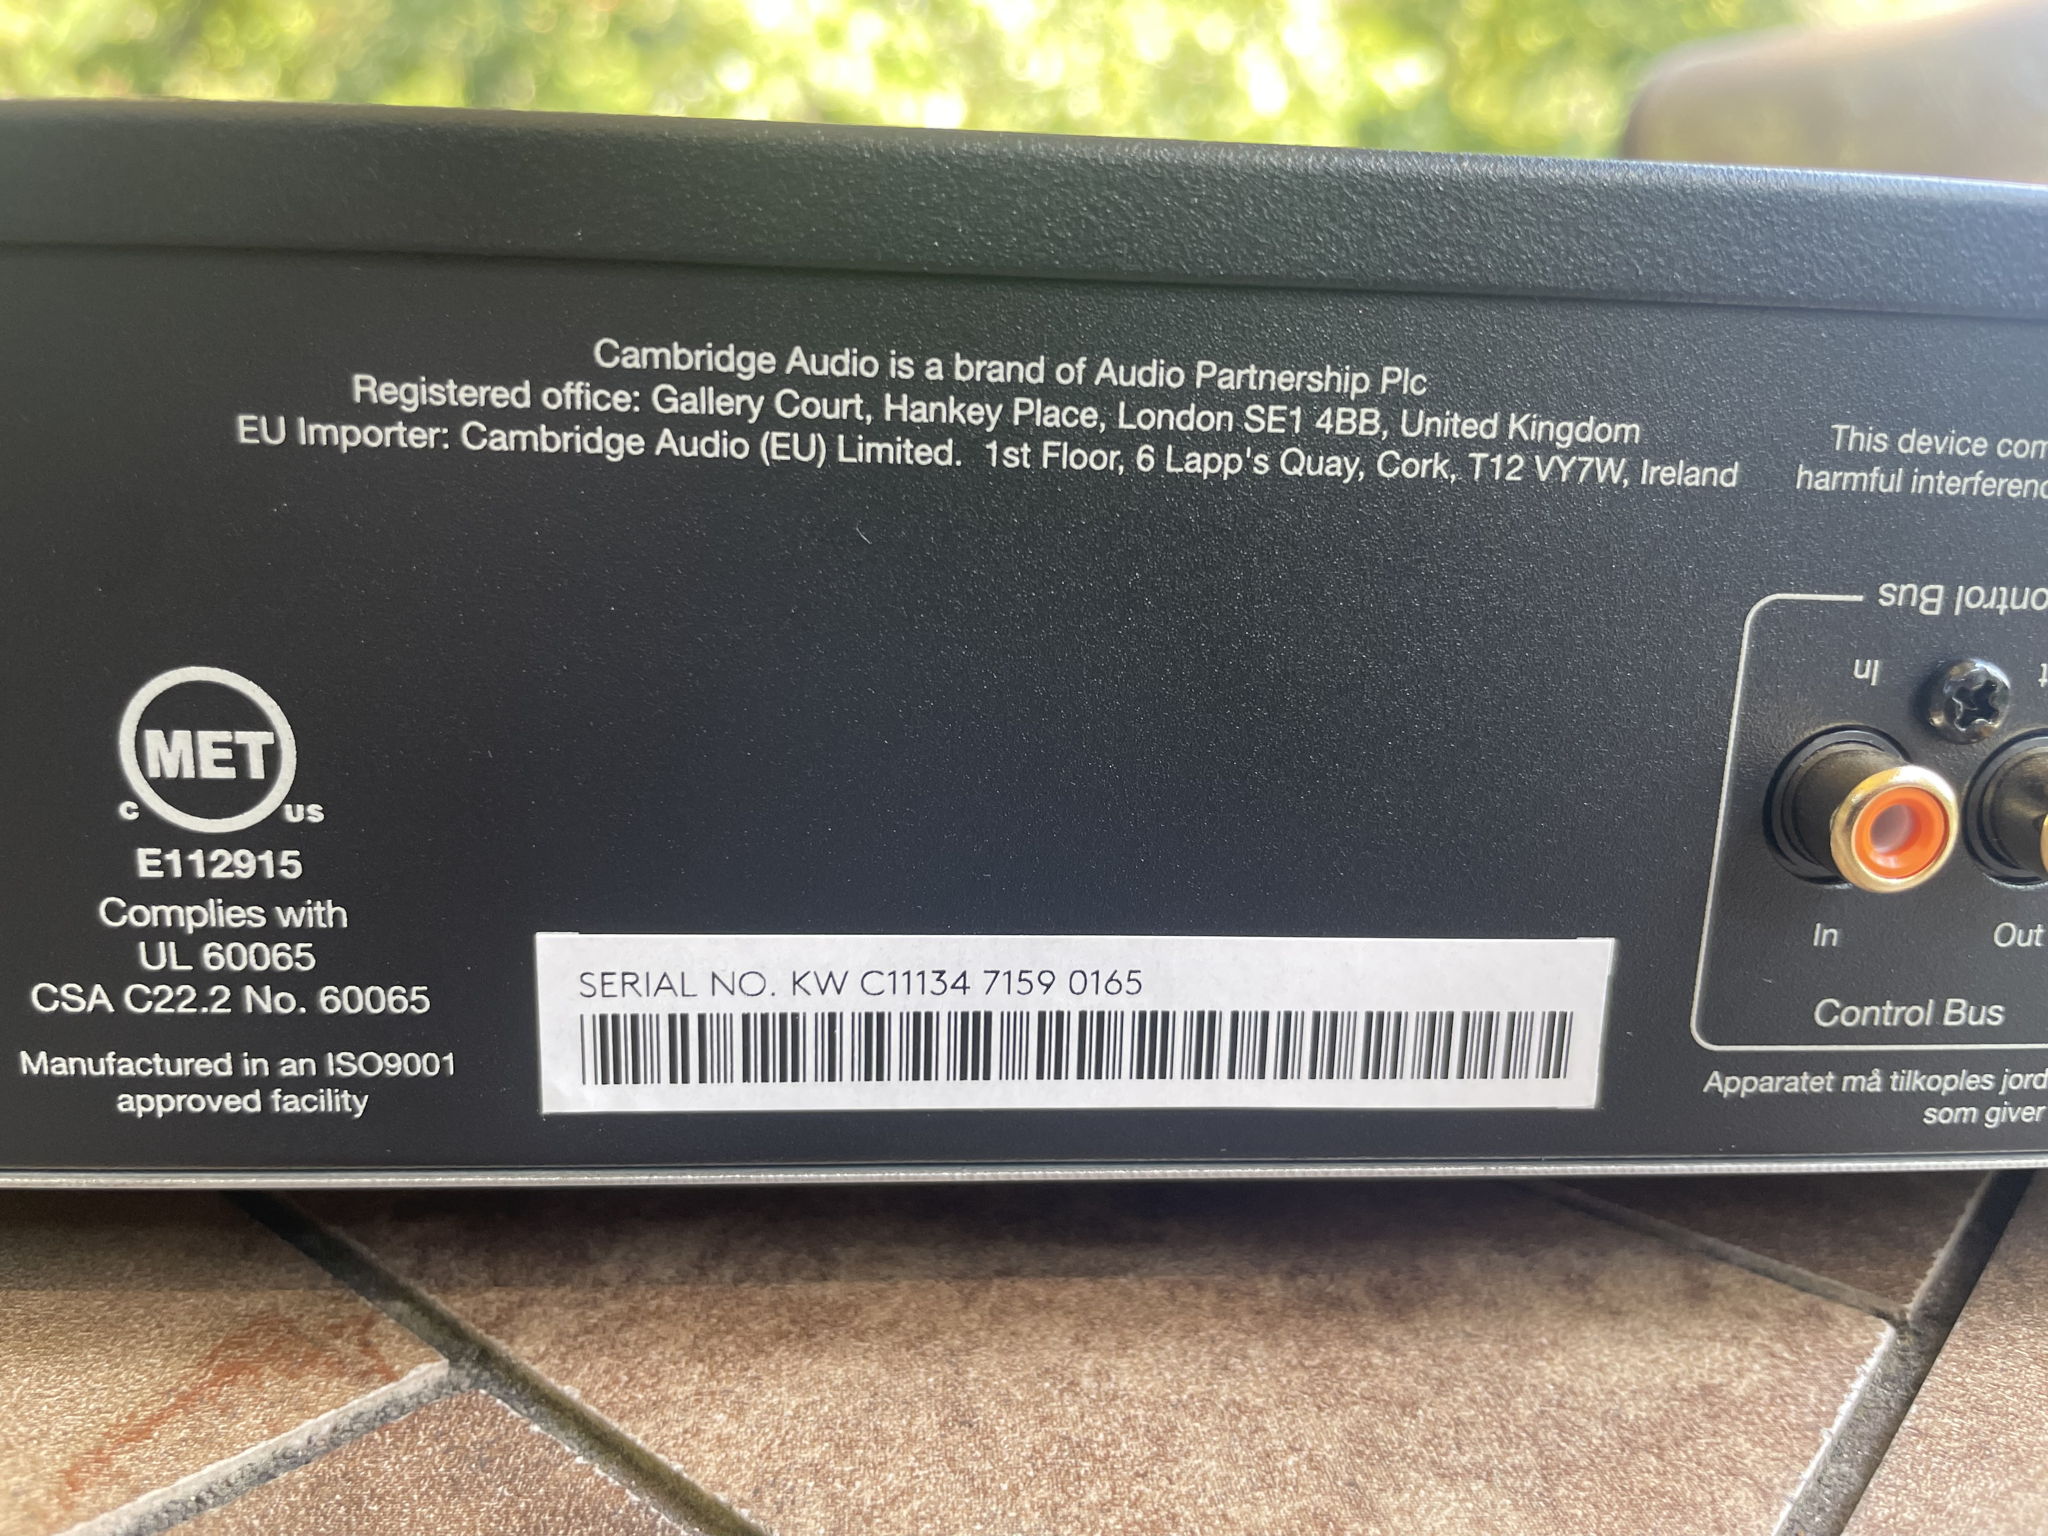 Cambridge Audio is a brand of Audio Partnership Plc
Registered office: Gallery Court, Hankey Place, London SE1 4BB, United Kingdom
EU Importer: Cambridge Audio (EU) Limited. 1st Floor, 6 Lapp's Quay, Cork, T12 VY7W, Ireland
This device
harmful
Bus
In
MET
c us
E112915
Complies with
UL 60065
CSA C22.2 No. 60065
Manufactured in an ISO9001
approved facility
SERIAL NO. KW C11134 7159 0165
In Out
Control Bus
Apparatet må tilkoples
som giver